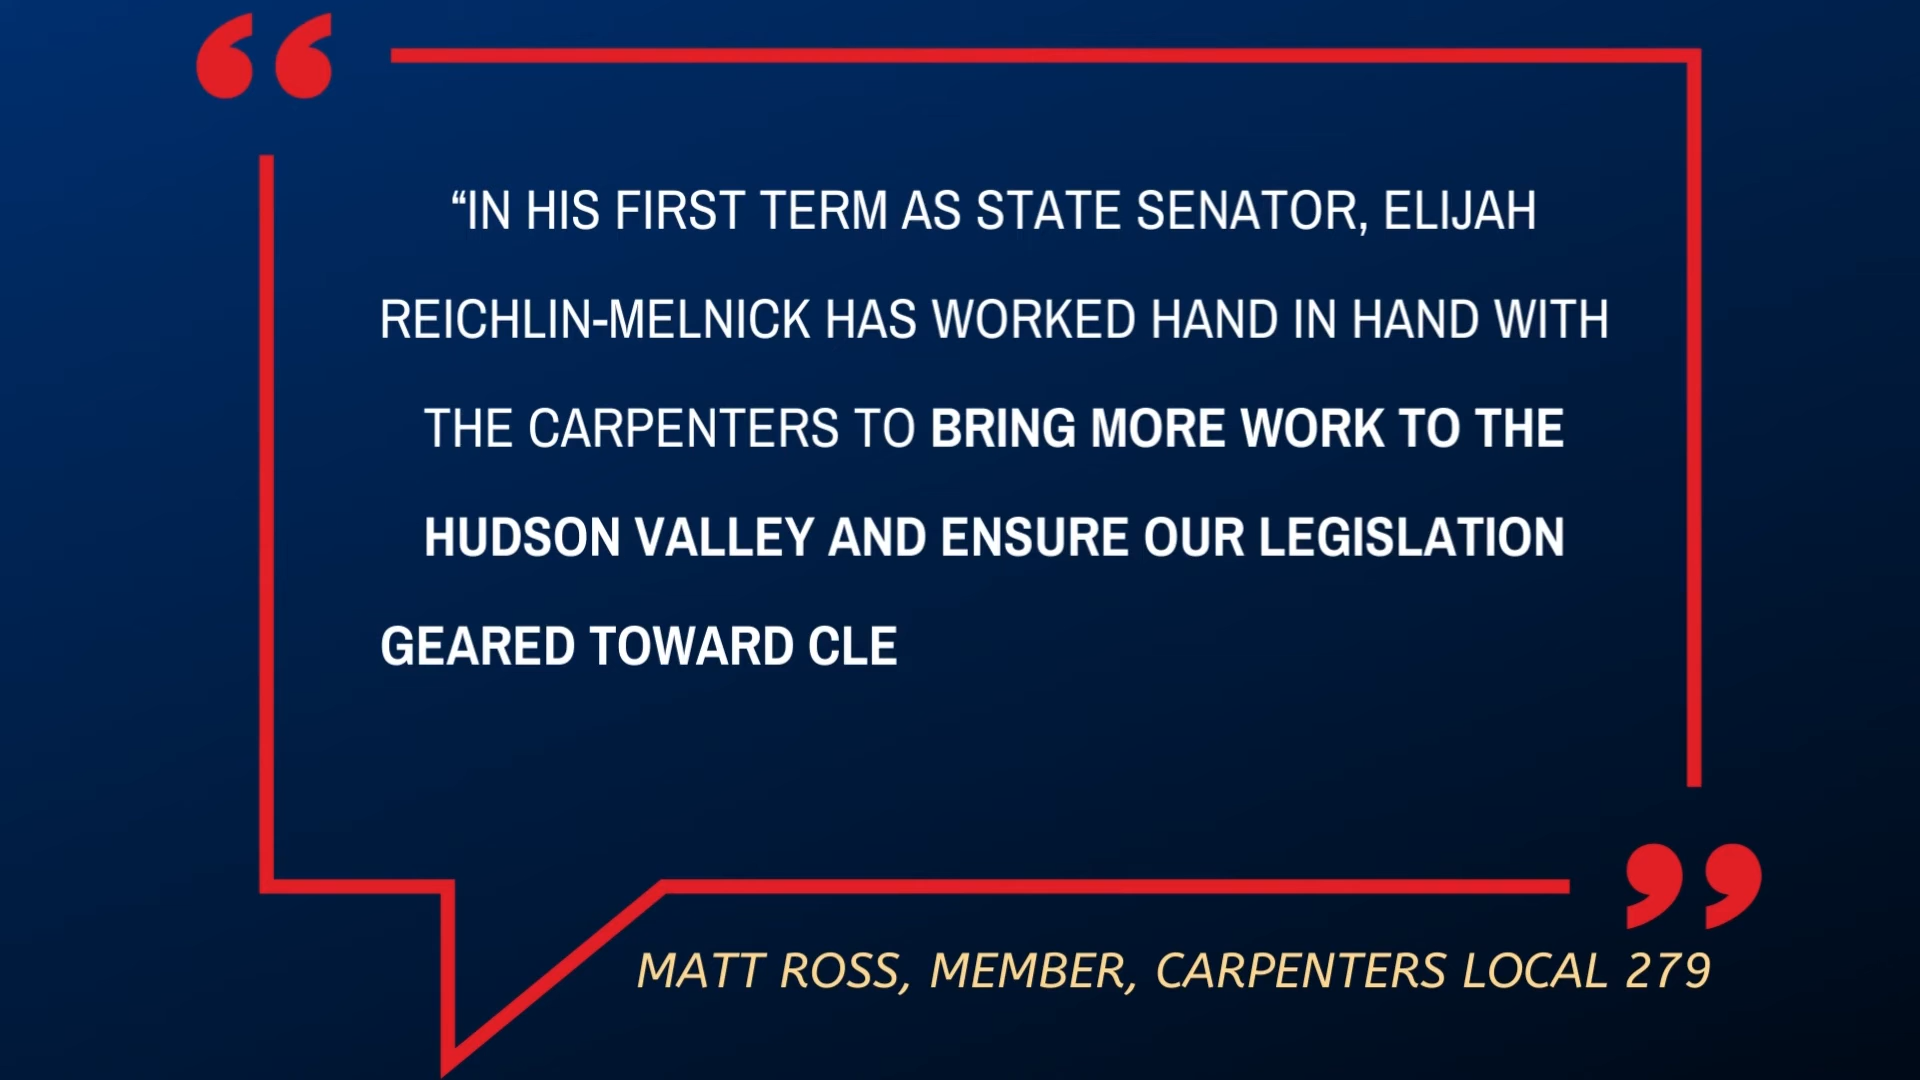 “IN HIS FIRST TERM AS STATE SENATOR, ELIJAH
REICHLIN-MELNICK HAS WORKED HAND IN HAND WITH
THE CARPENTERS TO BRING MORE WORK TO THE
HUDSON VALLEY AND ENSURE OUR LEGISLATION
GEARED TOWARD CLE
MATT ROSS, MEMBER, CARPENTERS LOCAL 279